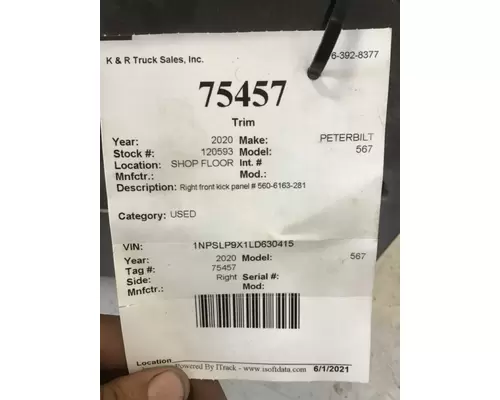 K & R Truck Sales, Inc.
6-392-8377
75457
Trim
Year: 2020 Make: PETERBILT
Stock #: 120593 Model: 567
Location: SHOP FLOOR Int. #
Mnfctr.: Mod.:
Description: Right front kick panel # 560-6163-281
Category: USED
VIN: 1NPSLP9X1LD630415
Year: 2020 Model: 567
Tag #: 75457
Side: Right Serial #:
Mnfctr.: Mod:
Location
Powered By ITrack - www.isoftdata.com 6/1/2021